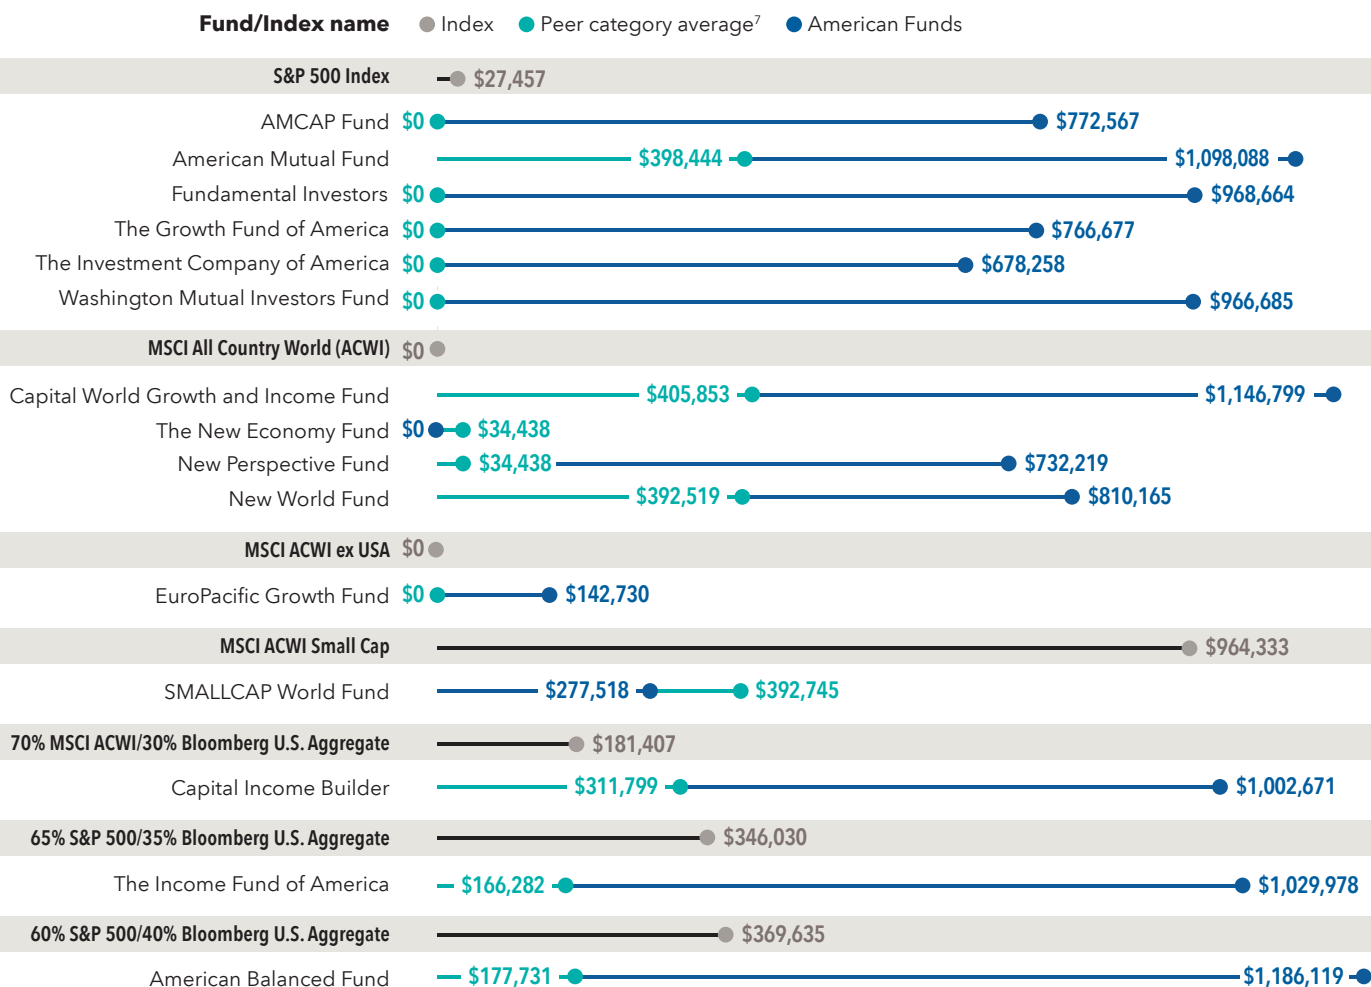 Fund/Index name Index Peer category average7 American Funds
S&P 500 Index $27,457
AMCAP Fund $0 $772,567
American Mutual Fund $398,444 $1,098,088
Fundamental Investors $0 $968,664
The Growth Fund of America $0 $766,677
The Investment Company of America $0 $678,258
Washington Mutual Investors Fund $0 $966,685
MSCI All Country World (ACWI) $0
Capital World Growth and Income Fund $405,853 $1,146,799
The New Economy Fund $0 $34,438
New Perspective Fund $34,438 $732,219
New World Fund $392,519 $810,165
MSCI ACWI ex USA $0
EuroPacific Growth Fund $0 $142,730
MSCI ACWI Small Cap $964,333
SMALLCAP World Fund $277,518 $392,745
70% MSCI ACWI/30% Bloomberg U.S. Aggregate $181,407
Capital Income Builder $311,799 $1,002,671
65% S&P 500/35% Bloomberg U.S. Aggregate $346,030
The Income Fund of America $166,282 $1,029,978
60% S&P 500/40% Bloomberg U.S. Aggregate $369,635
American Balanced Fund $177,731 $1,186,119